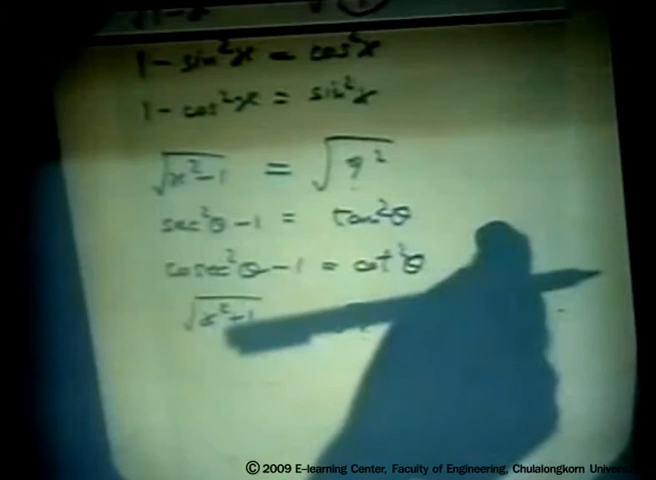 1 - sin²x = cos²x
1 - cos²x = sin²x
√x²-1 = √?²
sec²θ - 1 = tan²θ
cosec²θ - 1 = cot²θ
√x²+1
© 2009 E-learning Center, Faculty of Engineering, Chulalongkorn